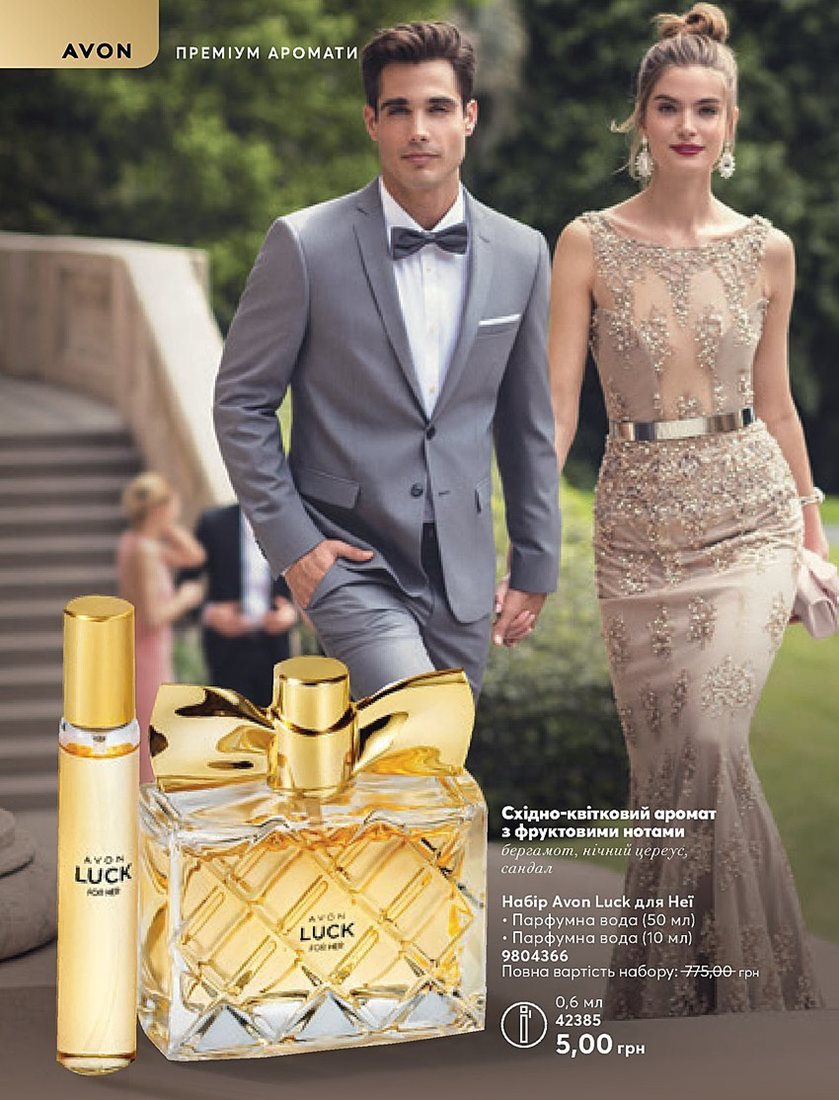 AVON
ПРЕМІУМ АРОМАТИ
Східно-квітковий аромат
з фруктовими нотами
бергамот, нічний цереус,
сандал
Набір Avon Luck для Неї
• Парфумна вода (50 мл)
• Парфумна вода (10 мл)
9804366
Повна вартість набору: 775,00 грн
0,6 мл
42385
5,00 грн
AVON
LUCK
FOR HER
AVON
LUCK
FOR HER